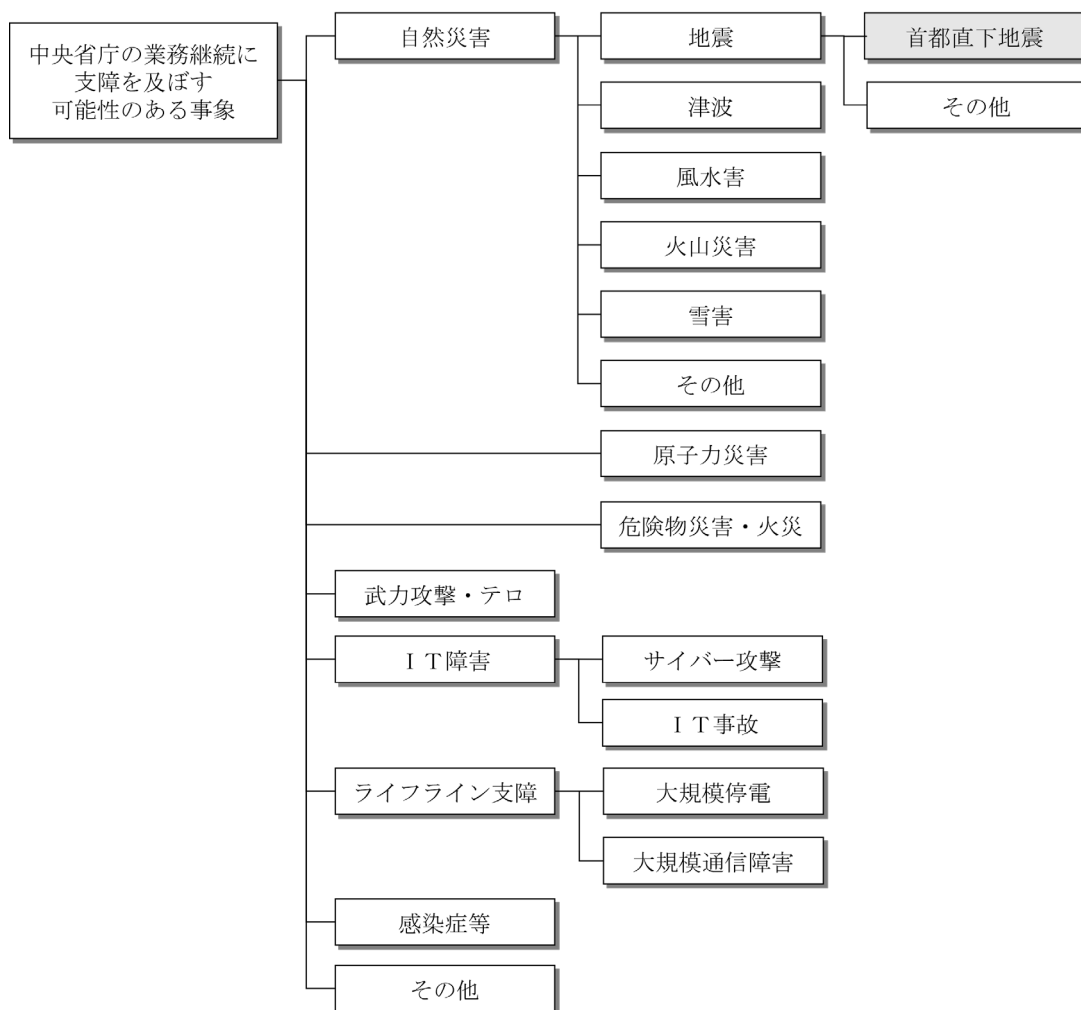 中央省庁の業務継続に
支障を及ぼす
可能性のある事象
自然災害
地震
首都直下地震
その他
津波
風水害
火山災害
雪害
その他
原子力災害
危険物災害・火災
武力攻撃・テロ
ＩＴ障害
サイバー攻撃
ＩＴ事故
ライフライン支障
大規模停電
大規模通信障害
感染症等
その他